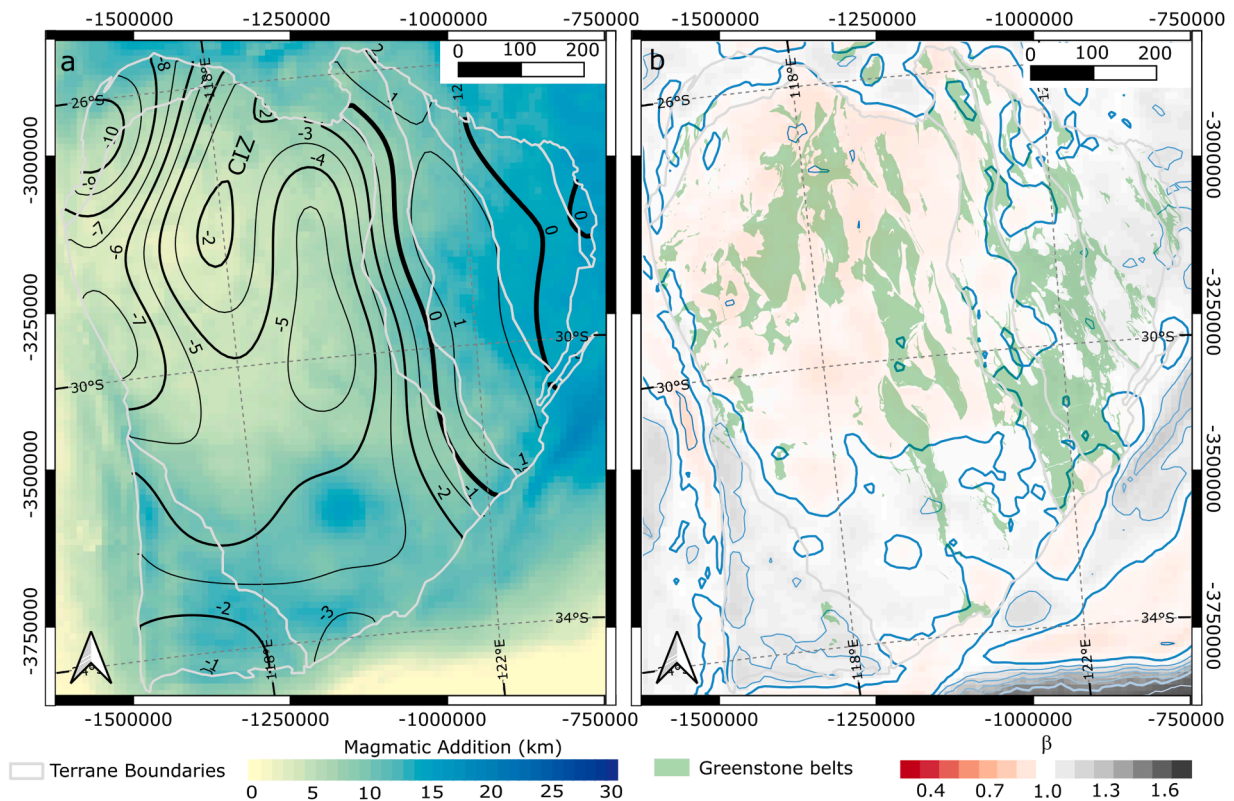 -1500000 -1250000 -1000000 -750000
a
0 100 200
2
-8
118°E
1
26°S
-10
CIZ
-3
-4
-9
-7
-2
0
0
-5
0
1
-7
-5
30°S
30°S
1
-1
-2
-2
-3
34°S
-1
118°E
122°E
-3000000
-3250000
-3500000
-3750000
-1500000 -1250000 -1000000 -750000
-1500000 -1250000 -1000000 -750000
b
0 100 200
118°E
26°S
30°S
30°S
34°S
118°E
122°E
-3000000
-3250000
-3500000
-3750000
-1500000 -1250000 -1000000 -750000
Terrane Boundaries
Magmatic Addition (km)
0 5 10 15 20 25 30
Greenstone belts
β
0.4 0.7 1.0 1.3 1.6